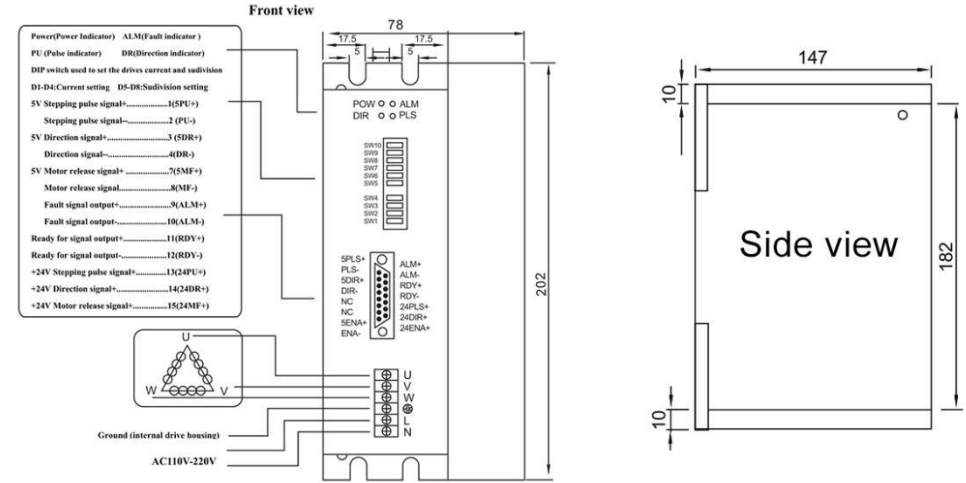 Front view
Power(Power Indicator) ALM(Fault indicator )
PU (Pulse indicator) DR(Direction indicator)
DIP switch used to set the drives current and sudivision
D1-D4:Current setting D5-D8:Sudivision setting
5V Stepping pulse signal+..................1(5PU+)
Stepping pulse signal--....................2 (PU-)
5V Direction signal+..........................3 (5DR+)
Direction signal--...........................4(DR-)
5V Motor release signal+ ...............7(5MF+)
Motor release signal......................8(MF-)
Fault signal output+....................9(ALM+)
Fault signal output-....................10(ALM-)
Ready for signal output+...............11(RDY+)
Ready for signal output-................12(RDY-)
+24V Stepping pulse signal+...........13(24PU+)
+24V Direction signal+..................14(24DR+)
+24V Motor release signal+...........15(24MF+)
78
17.5 17.5
5 5
POW ALM
DIR PLS
SW10
SW9
SW8
SW7
SW6
SW5
SW4
SW3
SW2
SW1
5PLS+
PLS-
5DIR+
DIR-
NC
NC
5ENA+
ENA-
ALM+
ALM-
RDY+
RDY-
24PLS+
24DIR+
24ENA+
202
U
W V
U
V
W
L
N
Ground (internal drive housing)
AC110V-220V
147
10
Side view
182
10